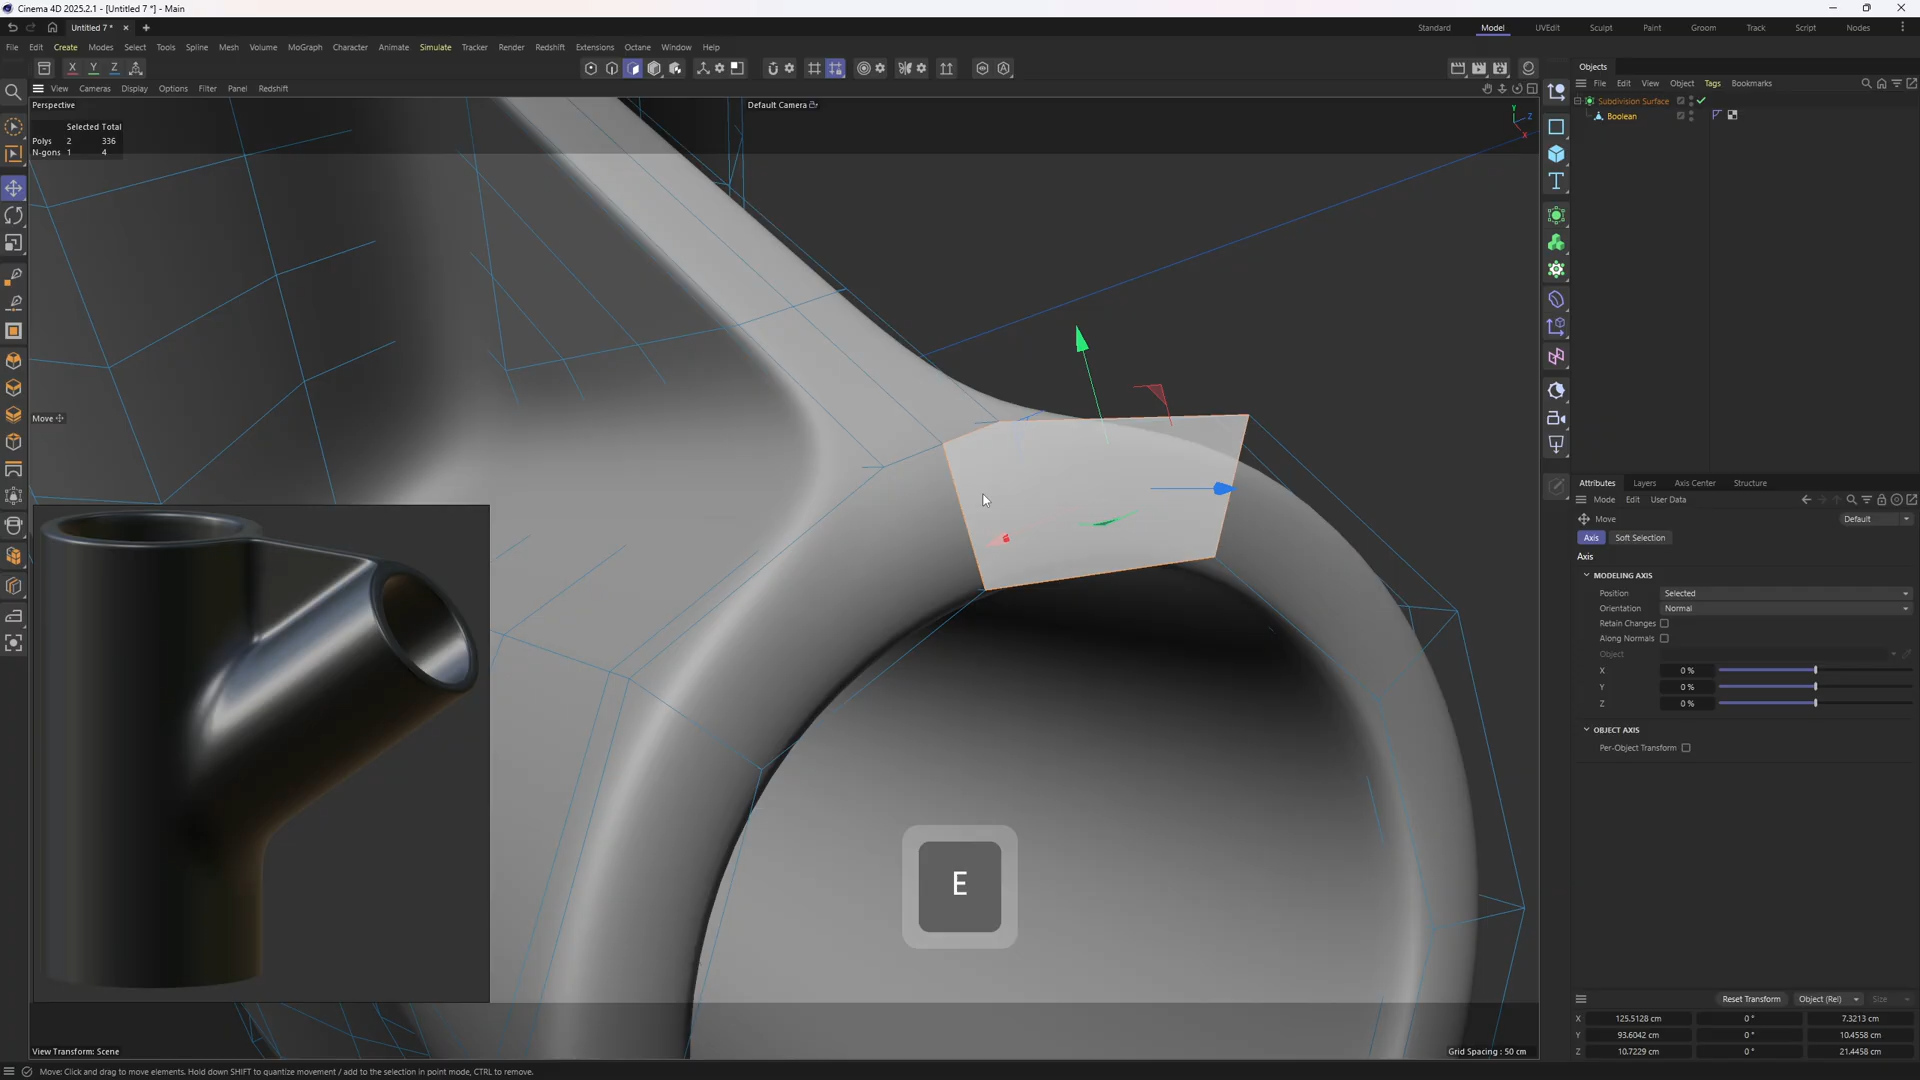 Cinema 4D 2025.2.1 - [Untitled 7 *] - Main
Untitled 7 *
Standard Model UVEdit Sculpt Paint Groom Track Script Nodes
File Edit Create Modes Select Tools Spline Mesh Volume MoGraph Character Animate Simulate Tracker Render Redshift Extensions Octane Window Help
X Y Z
Objects
View Cameras Display Options Filter Panel Redshift
File Edit View Object Tags Bookmarks
Perspective
Default Camera
Subdivision Surface
Boolean
Selected Total
Polys 2 336
N-gons 1 4
Y
Z
X
Move
Attributes Layers Axis Center Structure
Mode Edit User Data
Move
Default
Axis Soft Selection
Axis
MODELING AXIS
Position Selected
Orientation Normal
Retain Changes
Along Normals
Object
X 0 %
Y 0 %
Z 0 %
OBJECT AXIS
Per-Object Transform
E
Reset Transform Object (Rel) Size
X 125.5128 cm 0 ° 7.3213 cm
Y 93.6042 cm 0 ° 10.4558 cm
Z 10.7229 cm 0 ° 21.4458 cm
View Transform: Scene
Grid Spacing : 50 cm
Move: Click and drag to move elements. Hold down SHIFT to quantize movement / add to the selection in point mode, CTRL to remove.